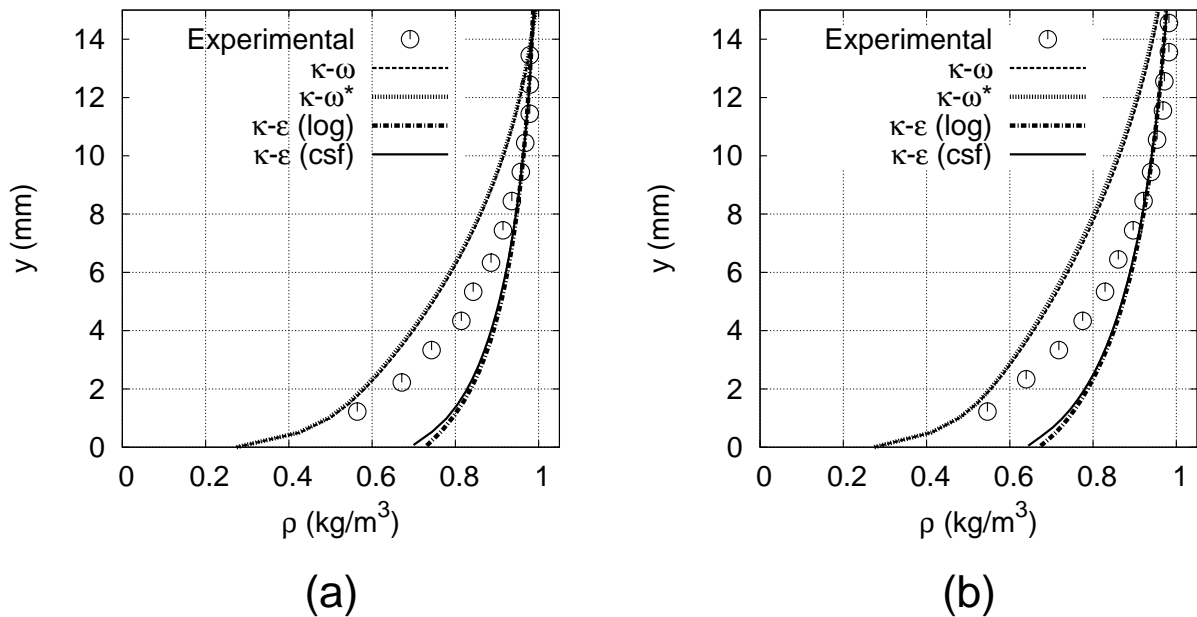 14
12
10
8
6
4
2
0
0 0.2 0.4 0.6 0.8 1
y (mm)
ρ (kg/m³)
Experimental
κ-ω
κ-ω*
κ-ε (log)
κ-ε (csf)
(a)
14
12
10
8
6
4
2
0
0 0.2 0.4 0.6 0.8 1
y (mm)
ρ (kg/m³)
Experimental
κ-ω
κ-ω*
κ-ε (log)
κ-ε (csf)
(b)